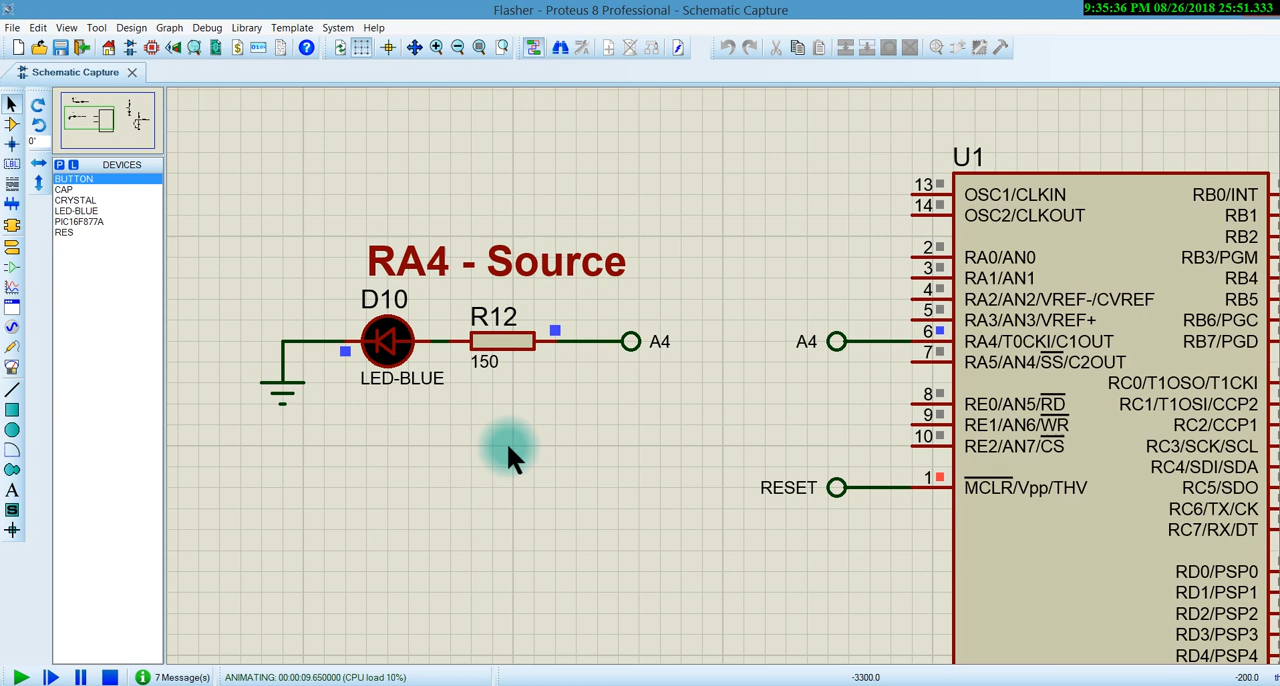 Flasher - Proteus 8 Professional - Schematic Capture
9:35:36 PM 08/26/2018 25:51.333
File Edit View Tool Design Graph Debug Library Template System Help
Schematic Capture
LBL
0°
P L DEVICES
BUTTON
CAP
CRYSTAL
LED-BLUE
PIC16F877A
RES
RA4 - Source
D10
LED-BLUE
R12
150
A4
A4
RESET
U1
13 OSC1/CLKIN RB0/INT
14 OSC2/CLKOUT RB1
RB2
2 RA0/AN0 RB3/PGM
3 RA1/AN1 RB4
4 RA2/AN2/VREF-/CVREF RB5
5 RA3/AN3/VREF+ RB6/PGC
6 RA4/T0CKI/C1OUT RB7/PGD
7 RA5/AN4/SS/C2OUT
RC0/T1OSO/T1CKI
8 RE0/AN5/RD RC1/T1OSI/CCP2
9 RE1/AN6/WR RC2/CCP1
10 RE2/AN7/CS RC3/SCK/SCL
RC4/SDI/SDA
1 MCLR/Vpp/THV RC5/SDO
RC6/TX/CK
RC7/RX/DT
RD0/PSP0
RD1/PSP1
RD2/PSP2
RD3/PSP3
RD4/PSP4
A
S
7 Message(s) ANIMATING: 00:00:09.650000 (CPU load 10%) -3300.0 -200.0